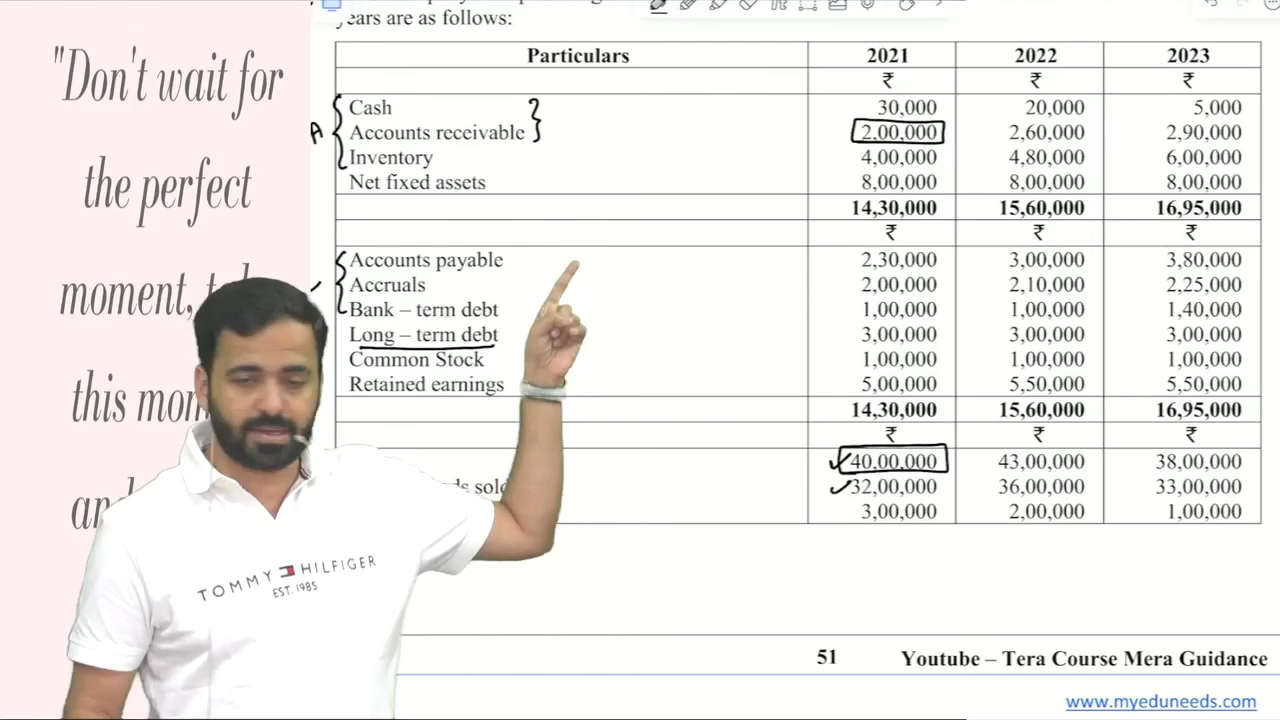 "Don't wait for
the perfect
moment, t
this mom
an
years are as follows:
Particulars 2021 2022 2023
₹ ₹ ₹
Cash 30,000 20,000 5,000
A Accounts receivable 2,00,000 2,60,000 2,90,000
Inventory 4,00,000 4,80,000 6,00,000
Net fixed assets 8,00,000 8,00,000 8,00,000
14,30,000 15,60,000 16,95,000
₹ ₹ ₹
Accounts payable 2,30,000 3,00,000 3,80,000
Accruals 2,00,000 2,10,000 2,25,000
Bank – term debt 1,00,000 1,00,000 1,40,000
Long – term debt 3,00,000 3,00,000 3,00,000
Common Stock 1,00,000 1,00,000 1,00,000
Retained earnings 5,00,000 5,50,000 5,50,000
14,30,000 15,60,000 16,95,000
₹ ₹ ₹
40,00,000 43,00,000 38,00,000
s sold 32,00,000 36,00,000 33,00,000
3,00,000 2,00,000 1,00,000
TOMMY HILFIGER
EST. 1985
51 Youtube – Tera Course Mera Guidance
www.myeduneeds.com